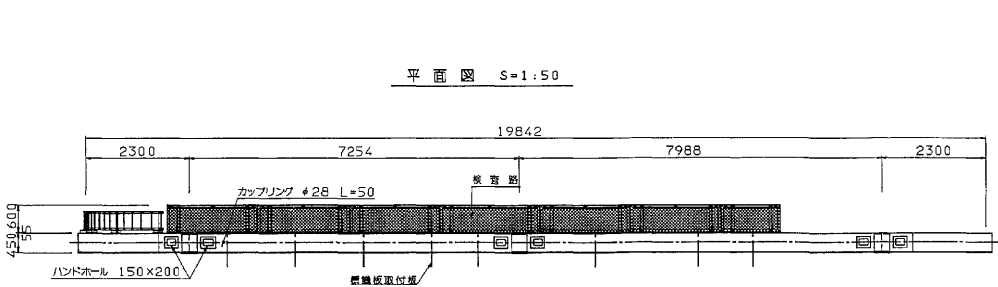 平面図 S=1:50
19842
2300 7254 7988 2300
検査路
カップリング φ28 L=50
450 600
55
ハンドホール 150×200
標識板取付板